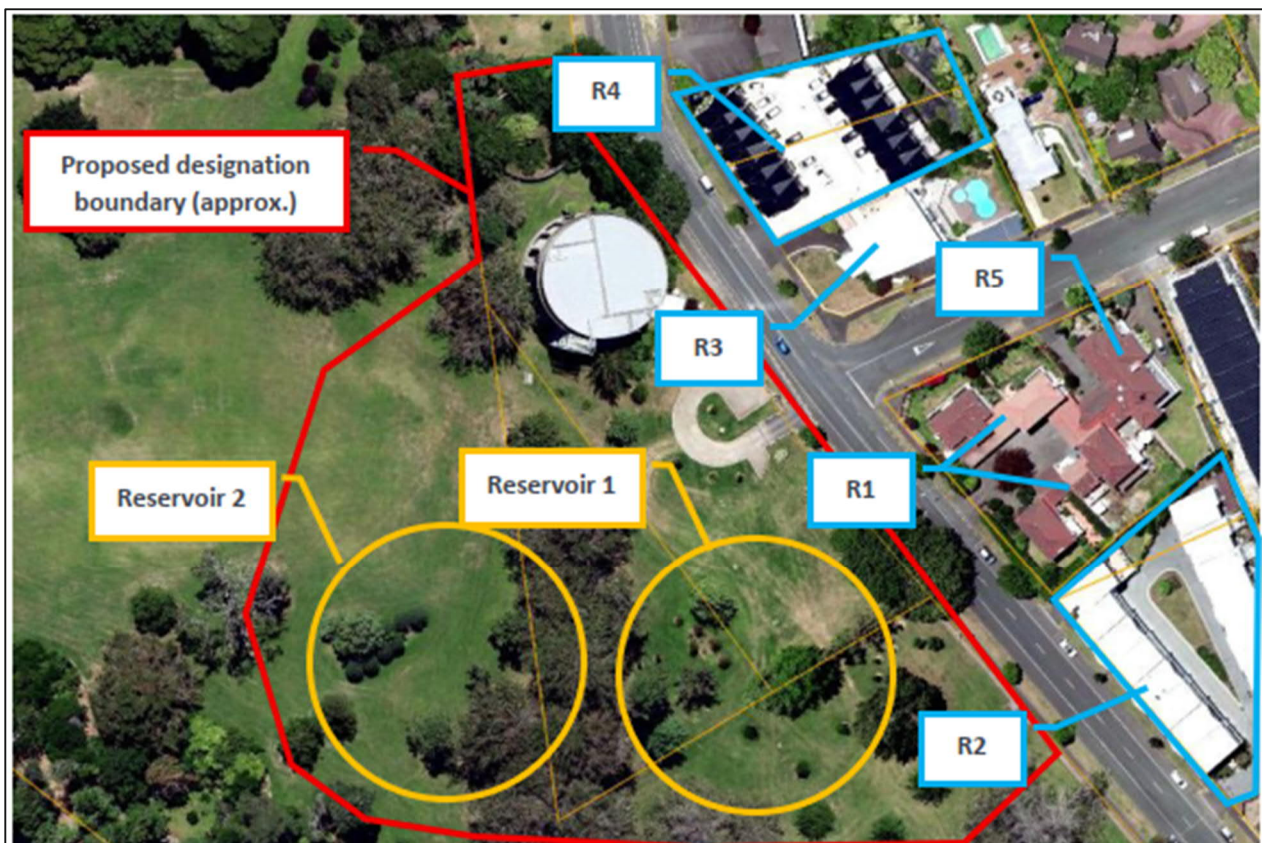 R4
Proposed designation
boundary (approx.)
R5
R3
Reservoir 2
Reservoir 1
R1
R2